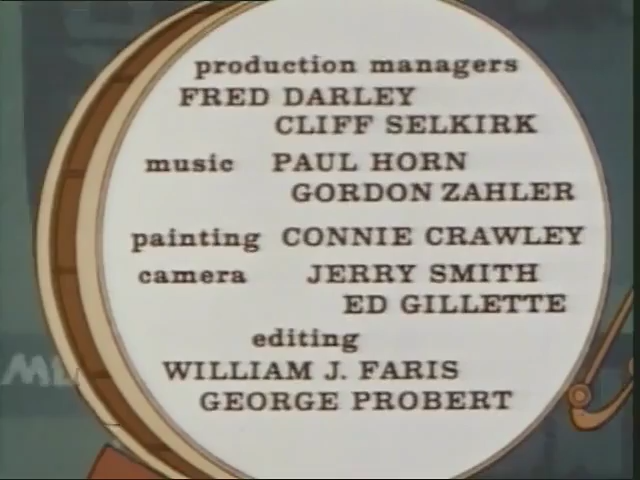 production managers
FRED DARLEY
CLIFF SELKIRK
music PAUL HORN
GORDON ZAHLER
painting CONNIE CRAWLEY
camera JERRY SMITH
ED GILLETTE
editing
WILLIAM J. FARIS
GEORGE PROBERT